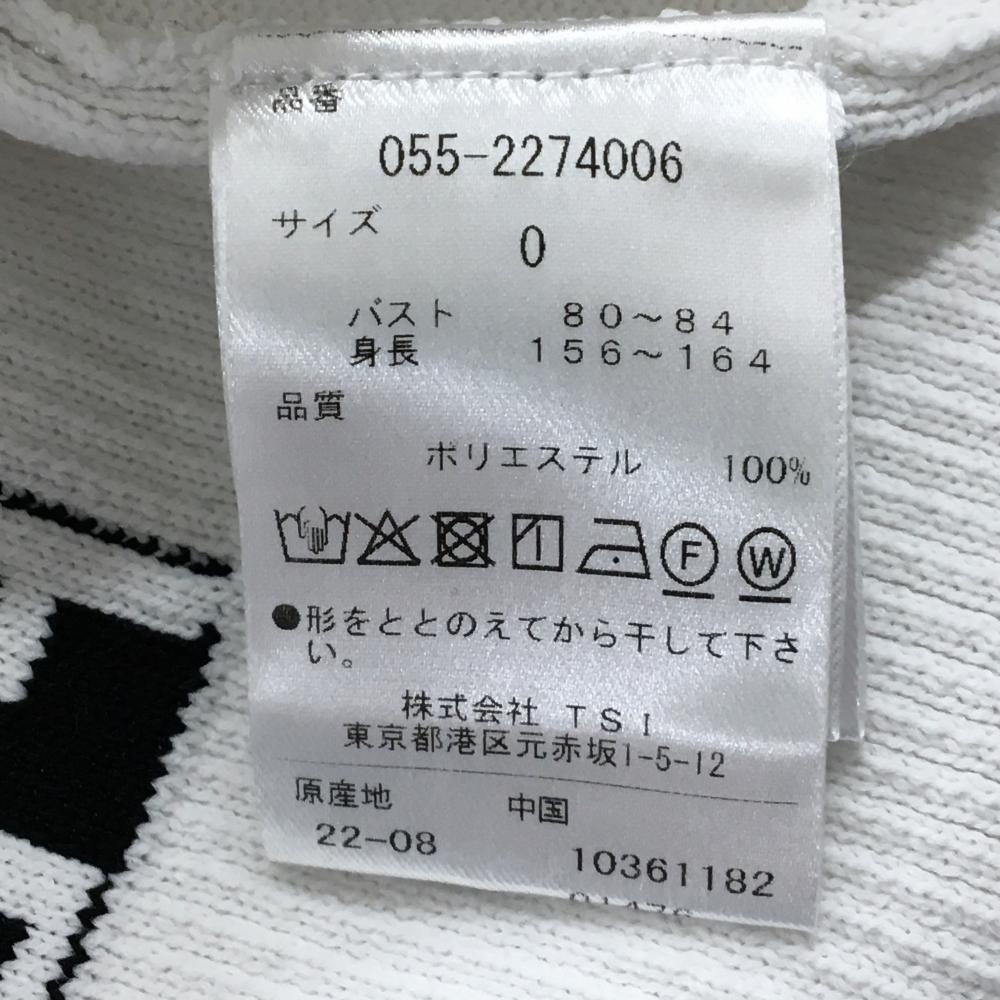 品番
055-2274006
サイズ
0
バスト 80～84
身長 156～164
品質
ポリエステル 100%
F W
●形をととのえてから干して下さ
い。
株式会社 TSI
東京都港区元赤坂1-5-12
原産地 中国
22-08 10361182